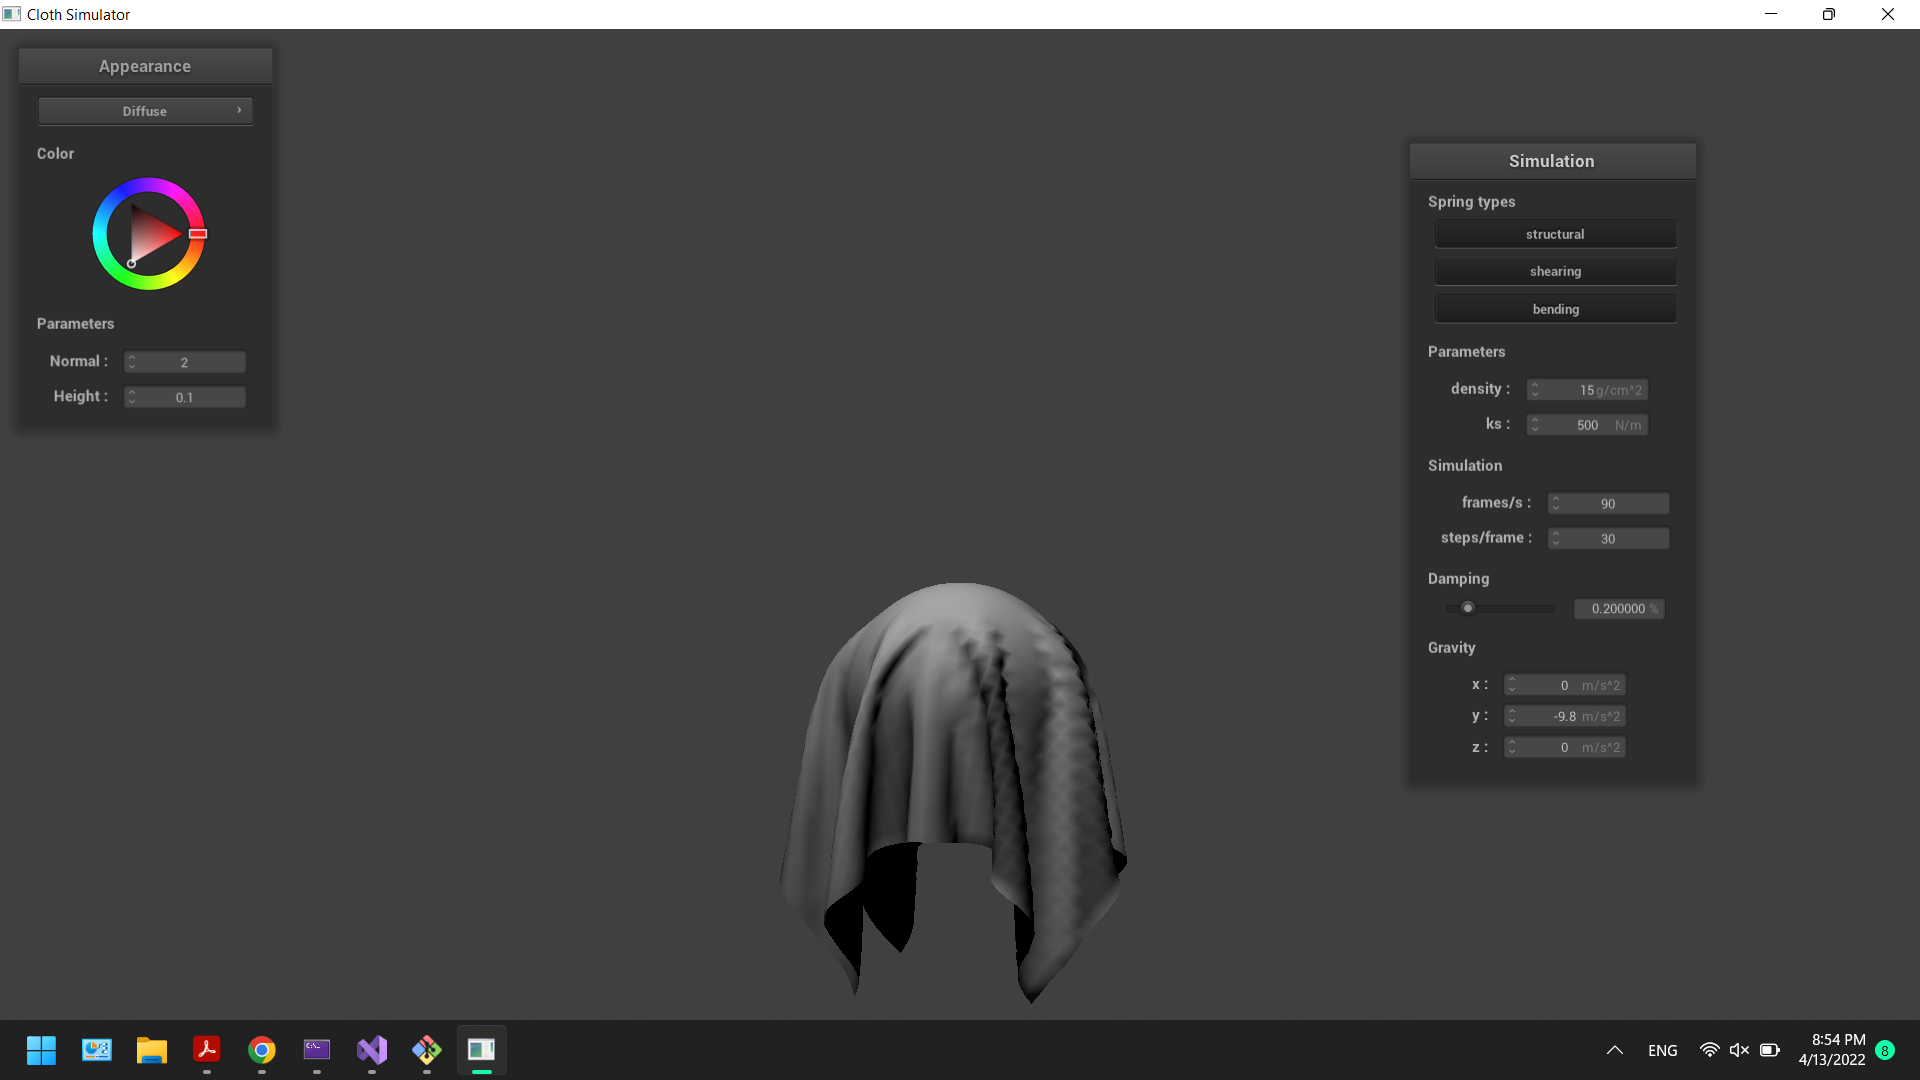 Cloth Simulator
Appearance
Diffuse
Color
Parameters
Normal : 2
Height : 0.1
Simulation
Spring types
structural
shearing
bending
Parameters
density : 15 g/cm^2
ks : 500 N/m
Simulation
frames/s : 90
steps/frame : 30
Damping
0.200000 %
Gravity
x : 0 m/s^2
y : -9.8 m/s^2
z : 0 m/s^2
C:\_
ENG
8:54 PM
4/13/2022
8